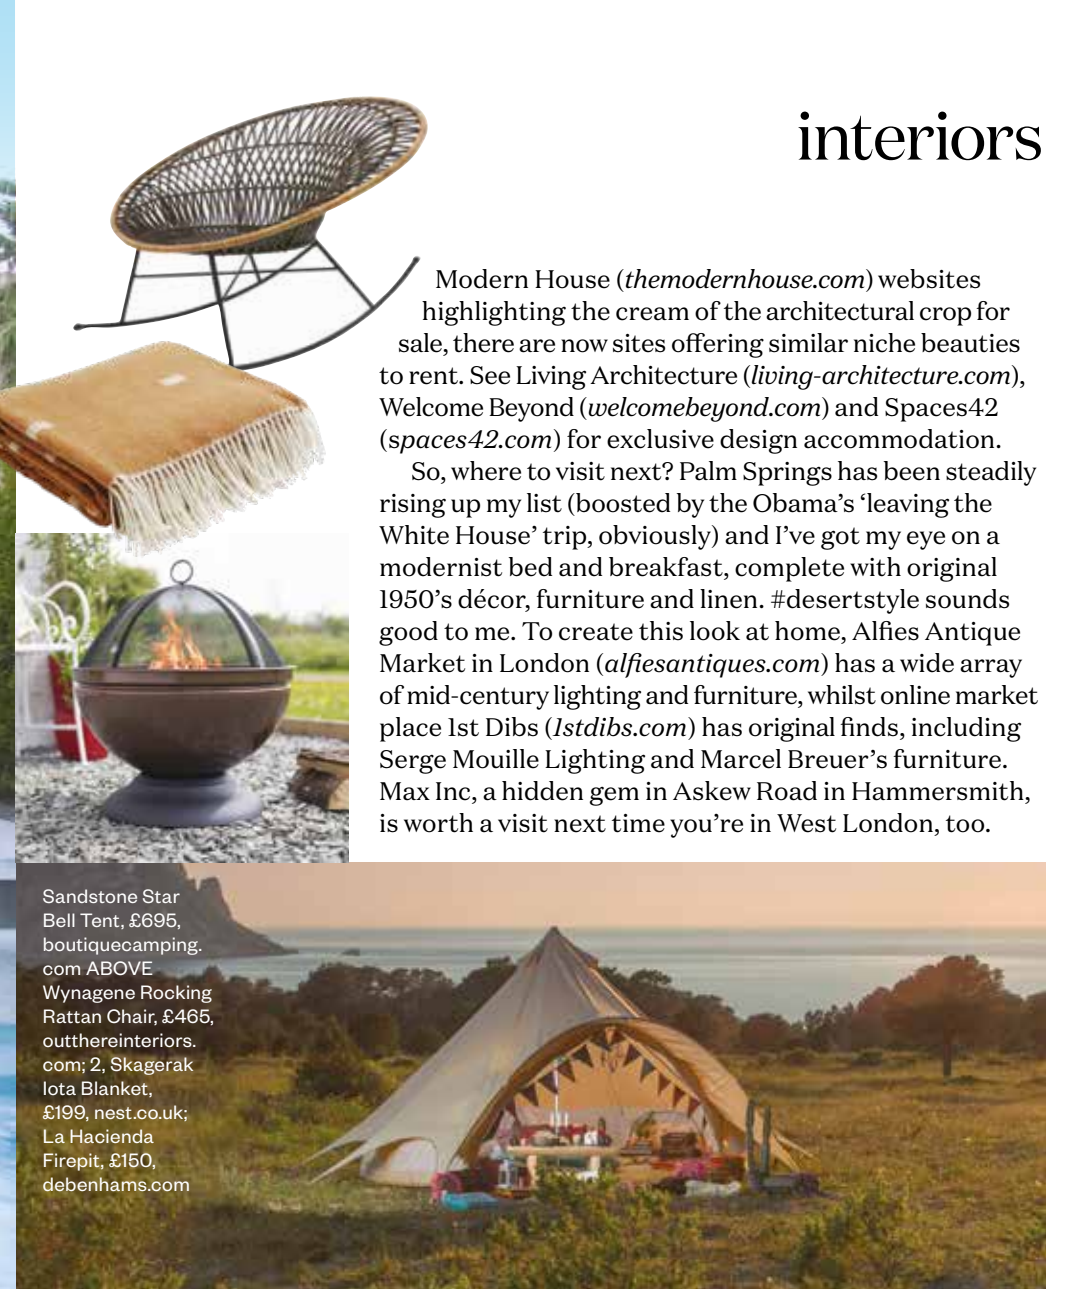 interiors
Modern House (themodernhouse.com) websites
highlighting the cream of the architectural crop for
sale, there are now sites offering similar niche beauties
to rent. See Living Architecture (living-architecture.com),
Welcome Beyond (welcomebeyond.com) and Spaces42
(spaces42.com) for exclusive design accommodation.
So, where to visit next? Palm Springs has been steadily
rising up my list (boosted by the Obama’s ‘leaving the
White House’ trip, obviously) and I’ve got my eye on a
modernist bed and breakfast, complete with original
1950’s décor, furniture and linen. #desertstyle sounds
good to me. To create this look at home, Alfies Antique
Market in London (alfiesantiques.com) has a wide array
of mid-century lighting and furniture, whilst online market
place 1st Dibs (1stdibs.com) has original finds, including
Serge Mouille Lighting and Marcel Breuer’s furniture.
Max Inc, a hidden gem in Askew Road in Hammersmith,
is worth a visit next time you’re in West London, too.
Sandstone Star
Bell Tent, £695,
boutiquecamping.
com ABOVE
Wynagene Rocking
Rattan Chair, £465,
outthereinteriors.
com; 2, Skagerak
Iota Blanket,
£199, nest.co.uk;
La Hacienda
Firepit, £150,
debenhams.com